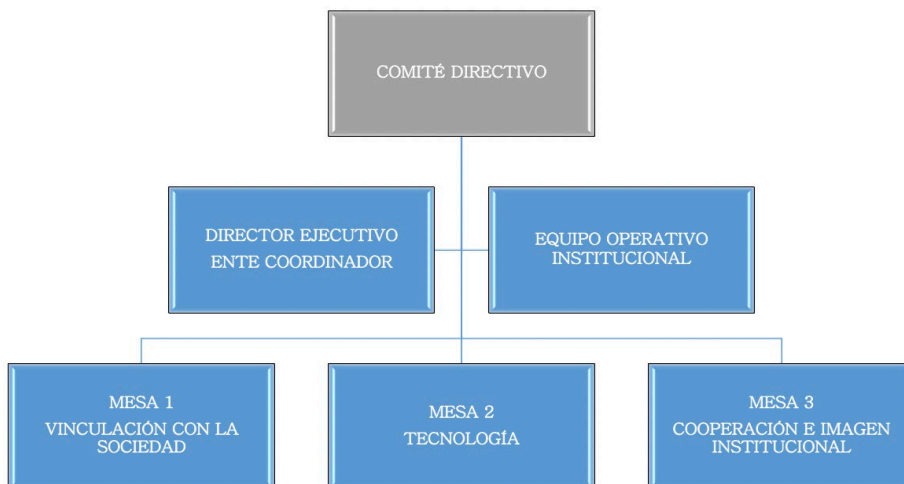 COMITÉ DIRECTIVO
DIRECTOR EJECUTIVO
ENTE COORDINADOR
EQUIPO OPERATIVO
INSTITUCIONAL
MESA 1
VINCULACIÓN CON LA
SOCIEDAD
MESA 2
TECNOLOGÍA
MESA 3
COOPERACIÓN E IMAGEN
INSTITUCIONAL